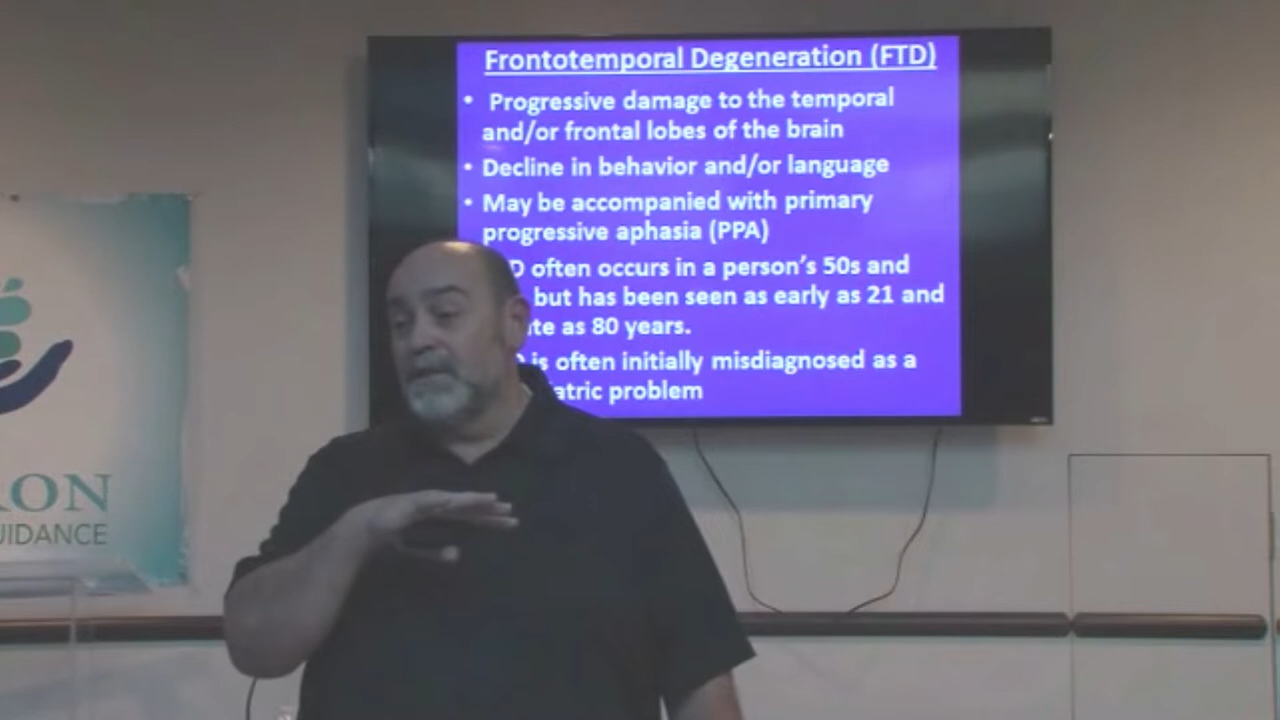 Frontotemporal Degeneration (FTD)
• Progressive damage to the temporal
and/or frontal lobes of the brain
• Decline in behavior and/or language
• May be accompanied with primary
progressive aphasia (PPA)
often occurs in a person's 50s and
but has been seen as early as 21 and
as 80 years.
is often initially misdiagnosed as a
problem
RON
UIDANCE